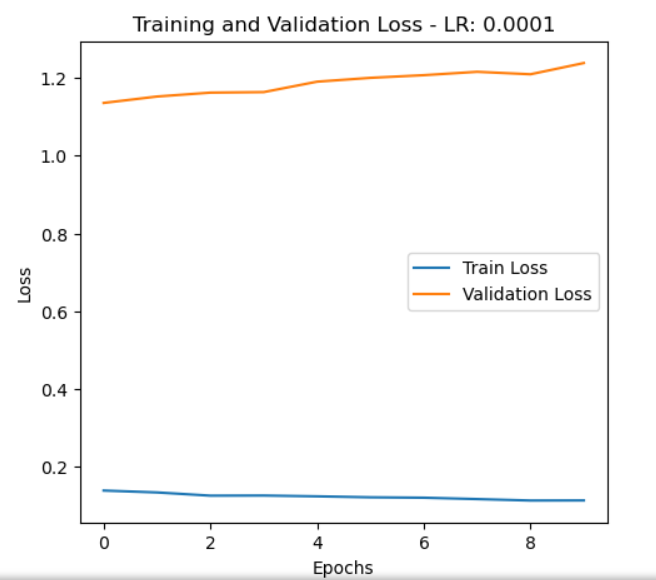 Training and Validation Loss - LR: 0.0001
1.2
1.0
0.8
0.6
0.4
0.2
Loss
Train Loss
Validation Loss
0 2 4 6 8
Epochs